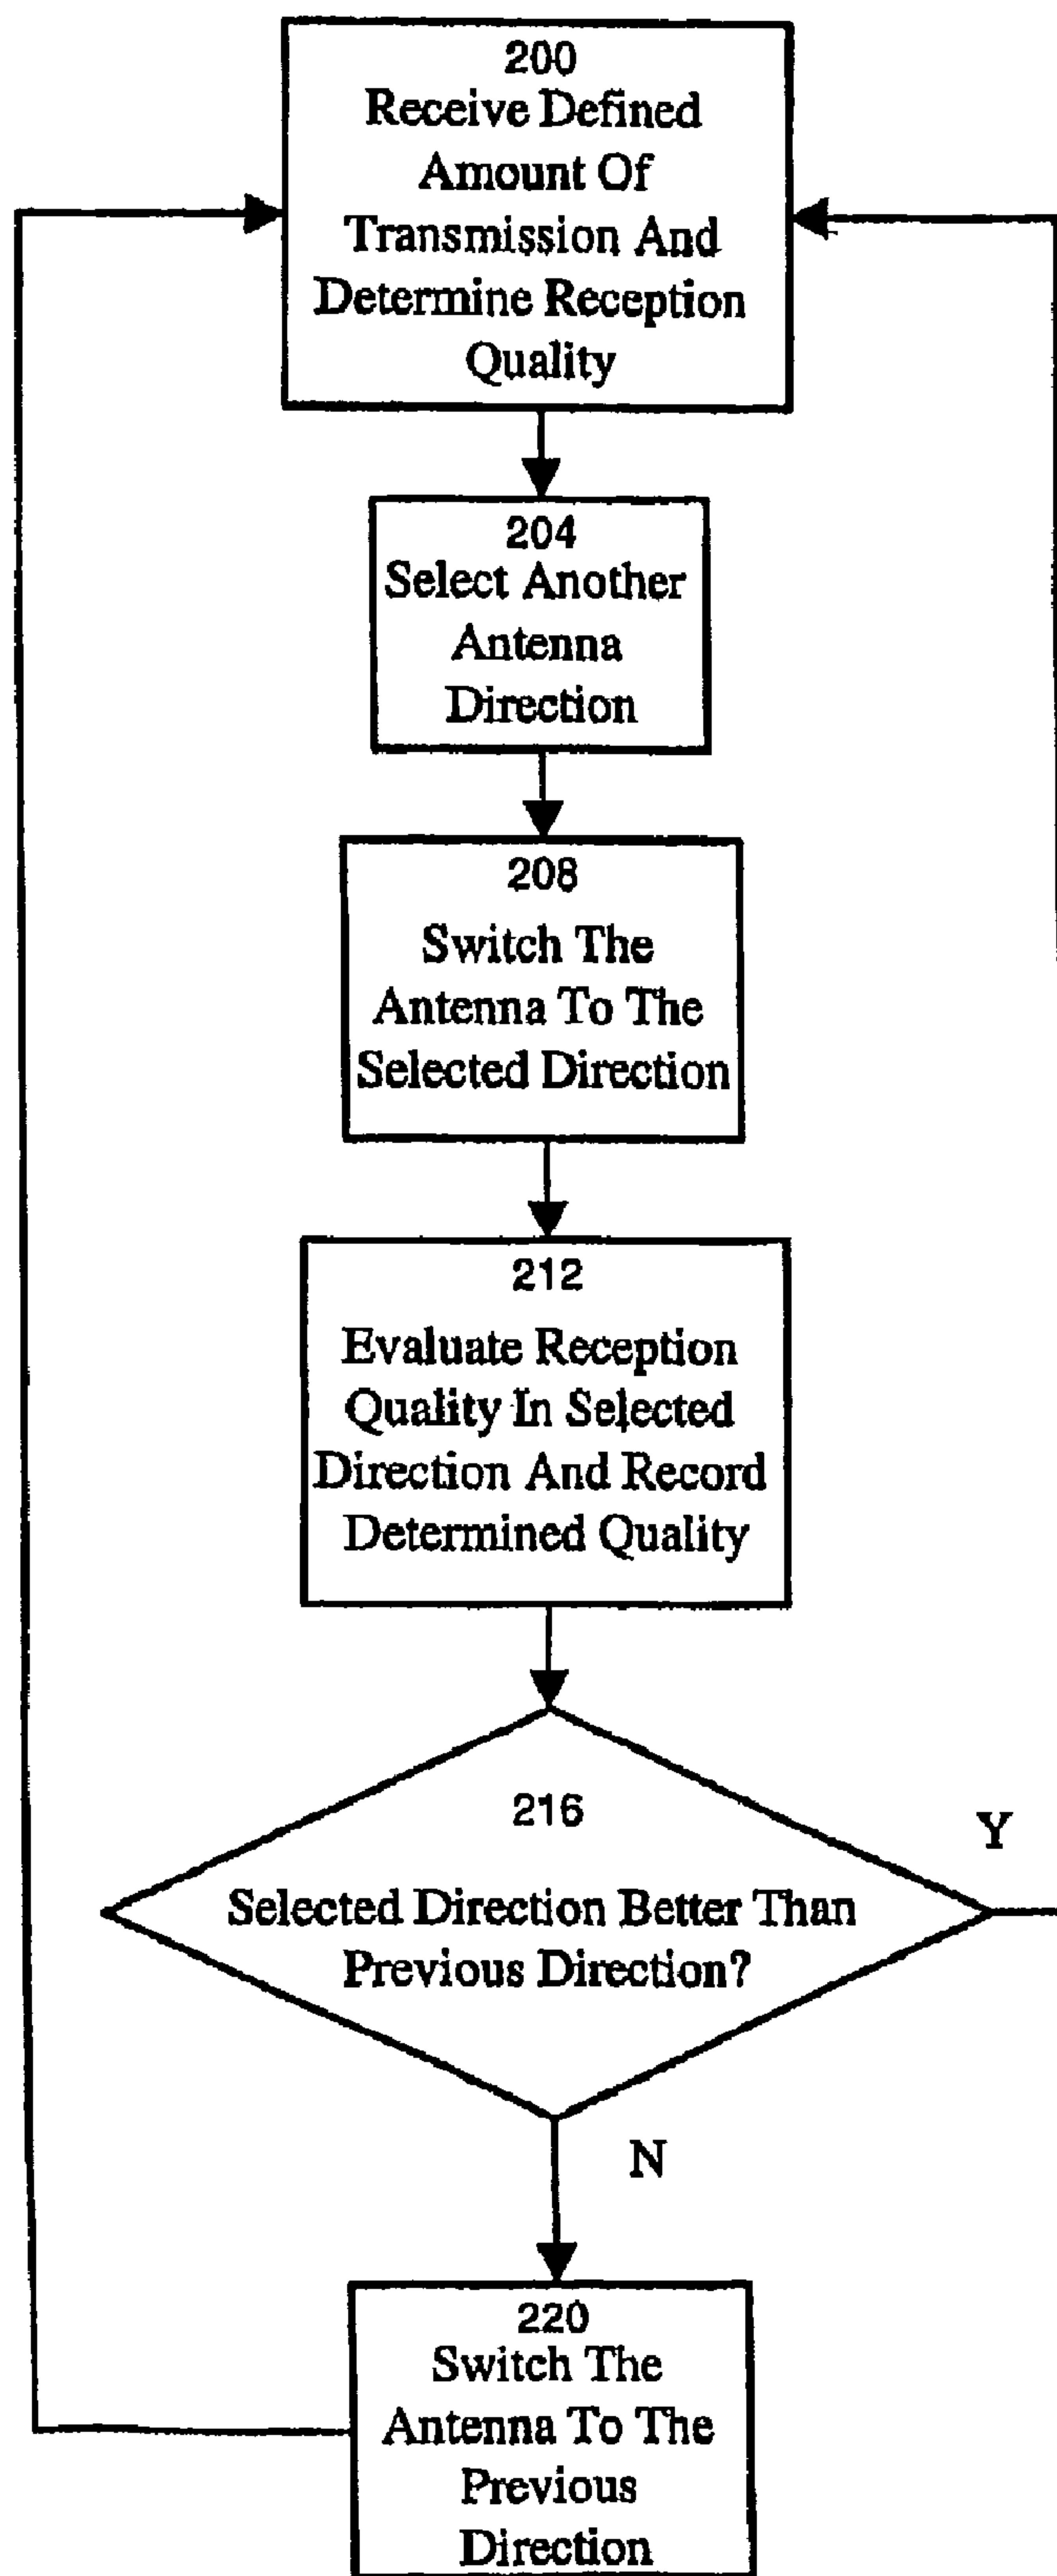 200
Receive Defined
Amount Of
Transmission And
Determine Reception
Quality
204
Select Another
Antenna
Direction
208
Switch The
Antenna To The
Selected Direction
212
Evaluate Reception
Quality In Selected
Direction And Record
Determined Quality
216
Y
Selected Direction Better Than
Previous Direction?
N
220
Switch The
Antenna To The
Previous
Direction